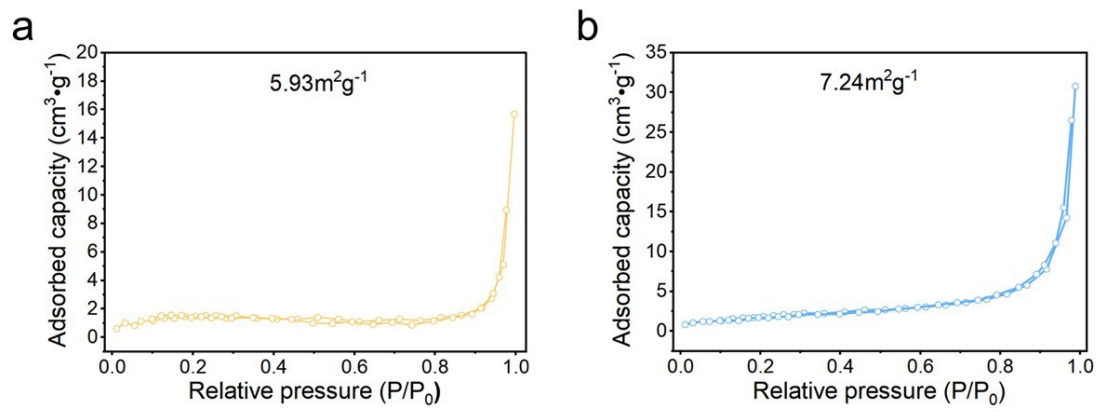 a
20
18
16
14
12
10
8
6
4
2
0
Adsorbed capacity (cm³•g⁻¹)
5.93m²g⁻¹
0.0 0.2 0.4 0.6 0.8 1.0
Relative pressure (P/P₀)
b
35
30
25
20
15
10
5
0
Adsorbed capacity (cm³•g⁻¹)
7.24m²g⁻¹
0.0 0.2 0.4 0.6 0.8 1.0
Relative pressure (P/P₀)